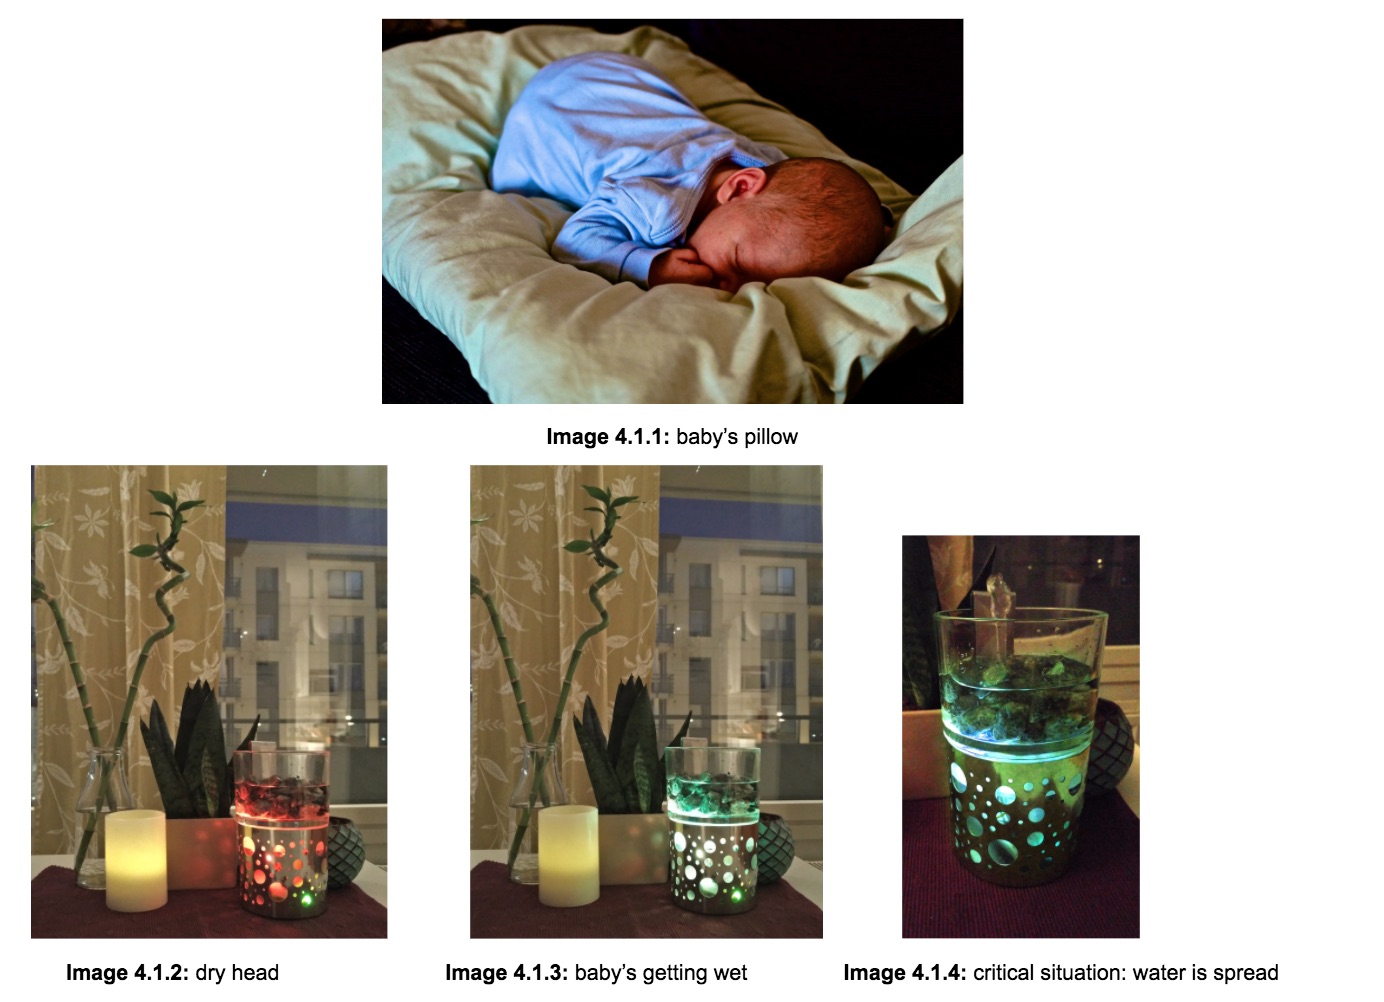 Image 4.1.1: baby’s pillow
Image 4.1.2: dry head
Image 4.1.3: baby’s getting wet
Image 4.1.4: critical situation: water is spread